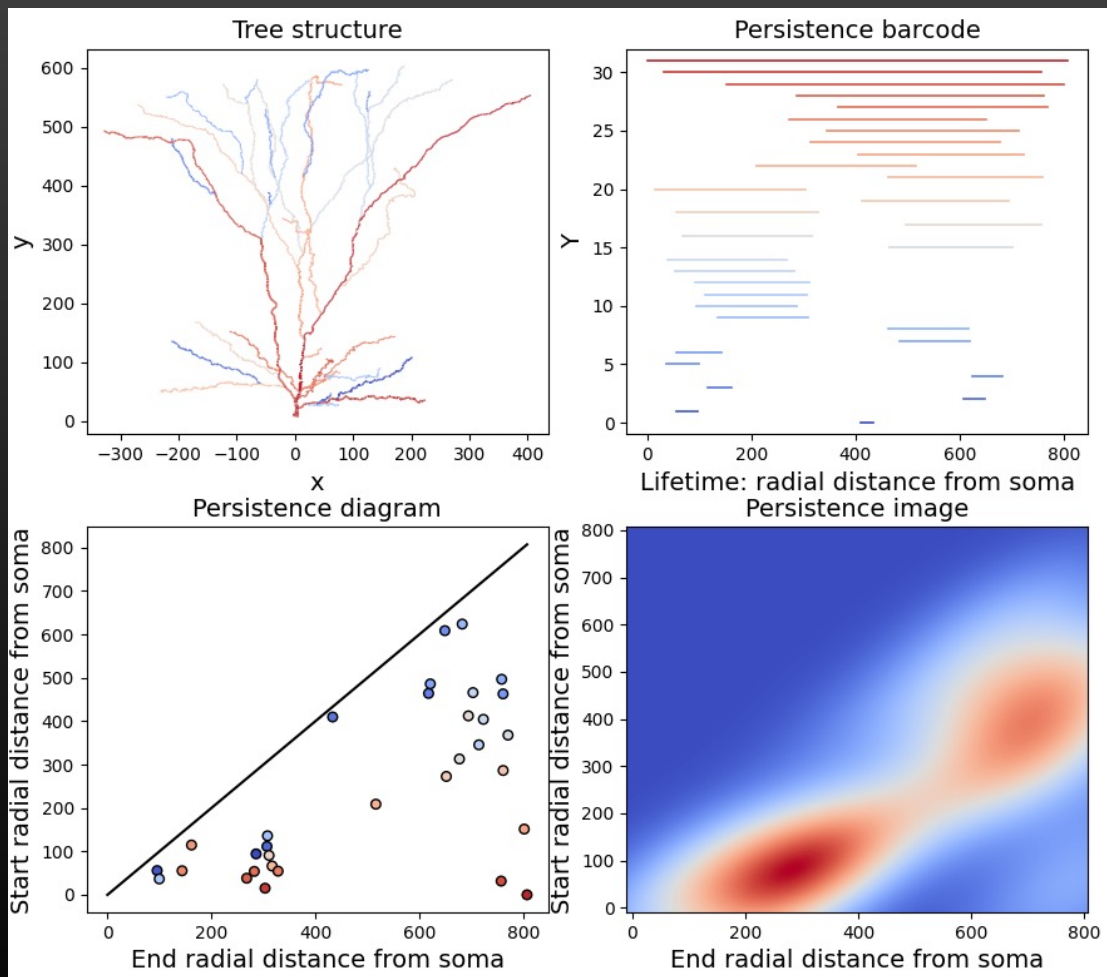 Tree structure
600
500
400
300
200
100
0
y
−300 −200 −100 0 100 200 300 400
x
Persistence barcode
30
25
20
15
10
5
0
Y
0 200 400 600 800
Lifetime: radial distance from soma
Persistence diagram
800
700
600
500
400
300
200
100
0
Start radial distance from soma
0 200 400 600 800
End radial distance from soma
Persistence image
800
700
600
500
400
300
200
100
0
Start radial distance from soma
0 200 400 600 800
End radial distance from soma